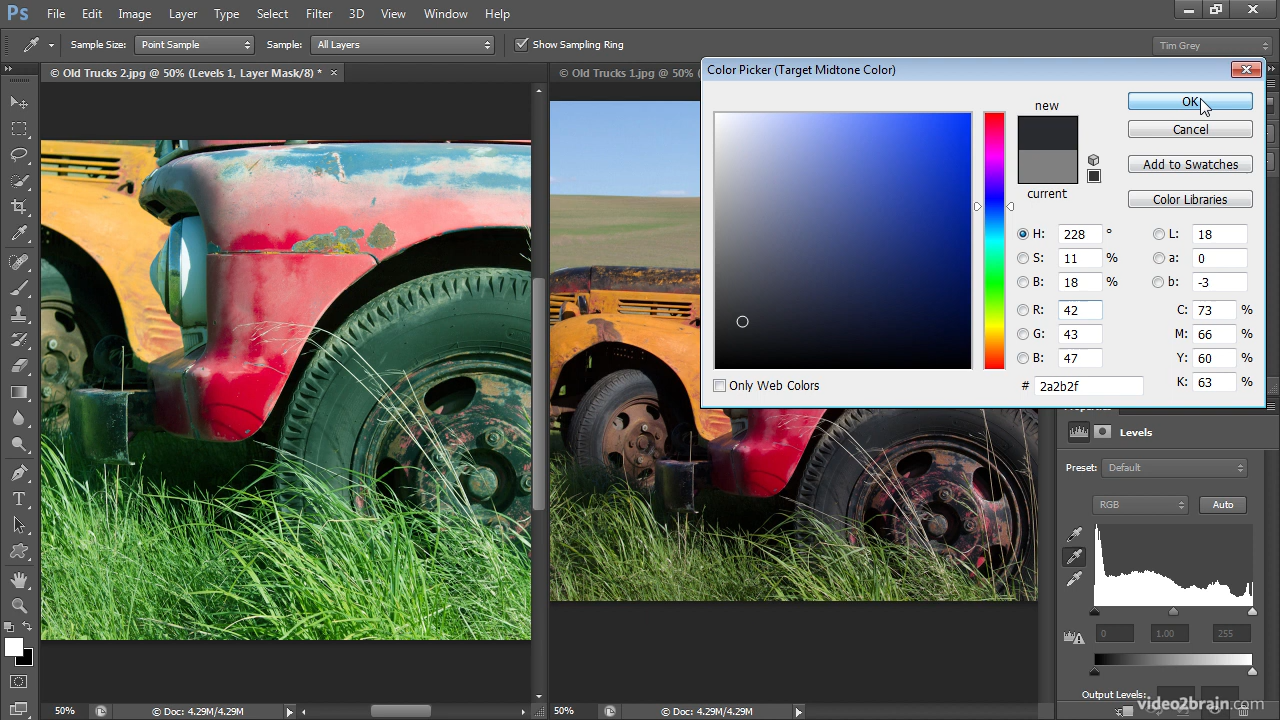 Ps File Edit Image Layer Type Select Filter 3D View Window Help
Sample Size: Point Sample Sample: All Layers Show Sampling Ring Tim Grey
© Old Trucks 2.jpg @ 50% (Levels 1, Layer Mask/8) * ×
© Old Trucks 1.jpg @ 50% (
Color Picker (Target Midtone Color)
new
current
OK
Cancel
Add to Swatches
Color Libraries
H: 228 °
S: 11 %
B: 18 %
R: 42
G: 43
B: 47
# 2a2b2f
L: 18
a: 0
b: -3
C: 73 %
M: 66 %
Y: 60 %
K: 63 %
Only Web Colors
Levels
Preset: Default
RGB Auto
0 1.00 255
Output Levels:
50% © Doc: 4.29M/4.29M
50% © Doc: 4.29M/4.29M
video2brain.com